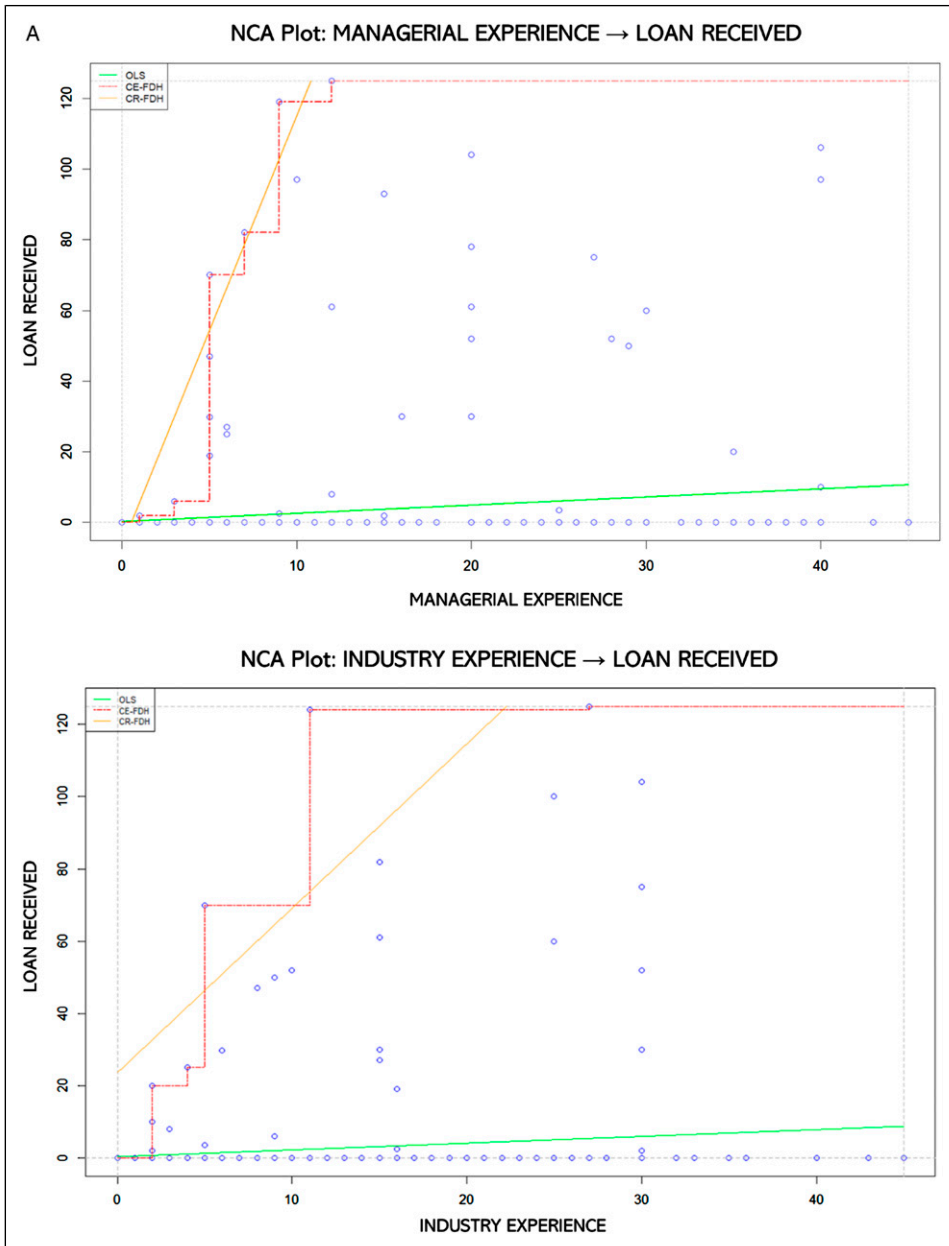 A
NCA Plot: MANAGERIAL EXPERIENCE → LOAN RECEIVED
OLS
CE-FDH
CR-FDH
LOAN RECEIVED
120
100
80
60
40
20
0
0 10 20 30 40
MANAGERIAL EXPERIENCE
NCA Plot: INDUSTRY EXPERIENCE → LOAN RECEIVED
OLS
CE-FDH
CR-FDH
LOAN RECEIVED
120
100
80
60
40
20
0
0 10 20 30 40
INDUSTRY EXPERIENCE